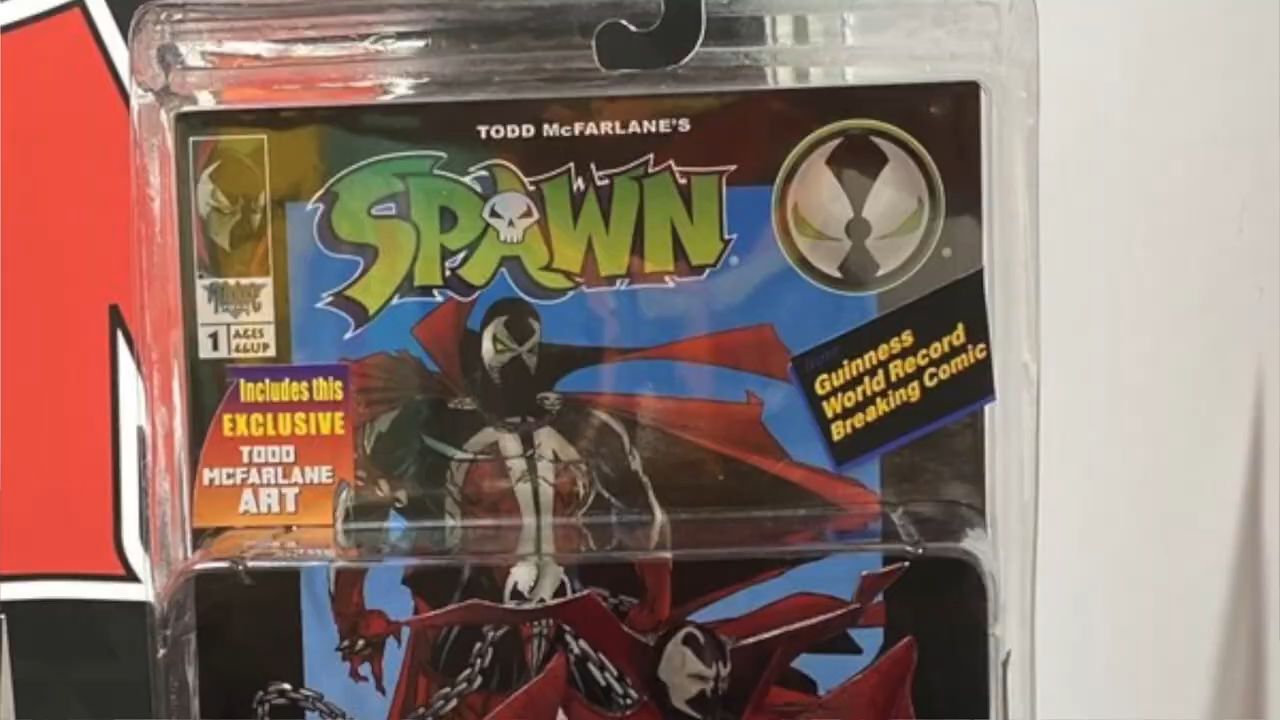 TODD McFARLANE'S
SPAWN
1
AGES
4&UP
Includes this
EXCLUSIVE
TODD
MCFARLANE
ART
Guinness
World Record
Breaking Comic